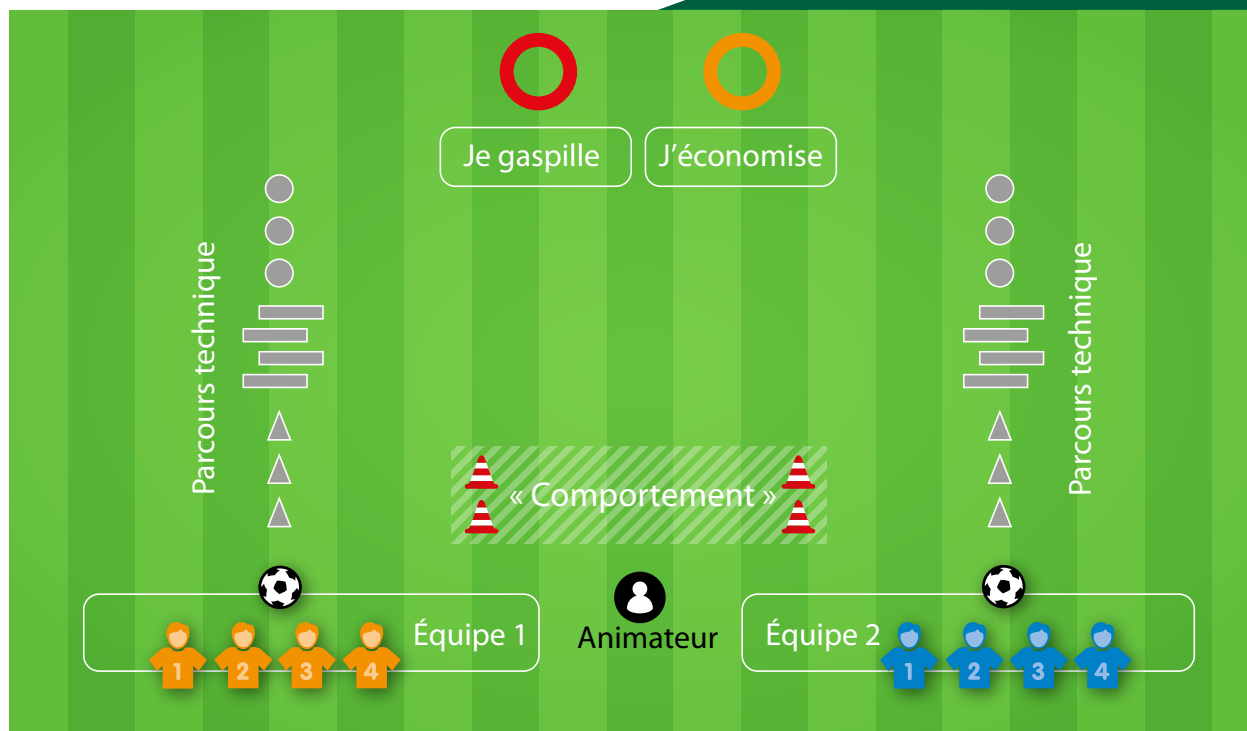 Je gaspille
J'économise
Parcours technique
Parcours technique
« Comportement »
Équipe 1
1
2
3
4
Animateur
Équipe 2
1
2
3
4